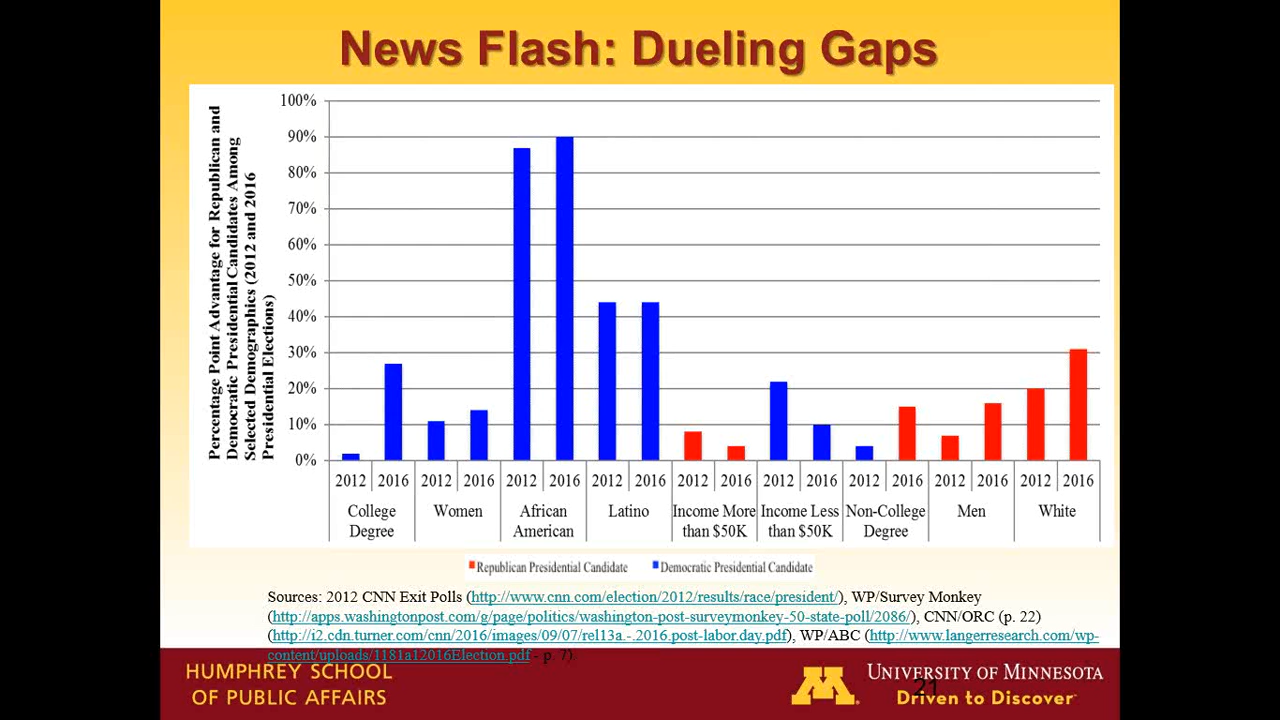 News Flash: Dueling Gaps
Percentage Point Advantage for Republican and
Democratic Presidential Candidates Among
Selected Demographics (2012 and 2016
Presidential Elections)
100%
90%
80%
70%
60%
50%
40%
30%
20%
10%
0%
2012 2016 2012 2016 2012 2016 2012 2016 2012 2016 2012 2016 2012 2016 2012 2016 2012 2016
College Women African Latino Income More Income Less Non-College Men White
Degree American than $50K than $50K Degree
Republican Presidential Candidate Democratic Presidential Candidate
Sources: 2012 CNN Exit Polls (http://www.cnn.com/election/2012/results/race/president/), WP/Survey Monkey
(http://apps.washingtonpost.com/g/page/politics/washington-post-surveymonkey-50-state-poll/2086/), CNN/ORC (p. 22)
(http://i2.cdn.turner.com/cnn/2016/images/09/07/rel13a.-.2016.post-labor.day.pdf), WP/ABC (http://www.langerresearch.com/wp-
content/uploads/1181a12016Election.pdf - p. 7).
HUMPHREY SCHOOL
OF PUBLIC AFFAIRS
M
UNIVERSITY OF MINNESOTA
Driven to Discover
21